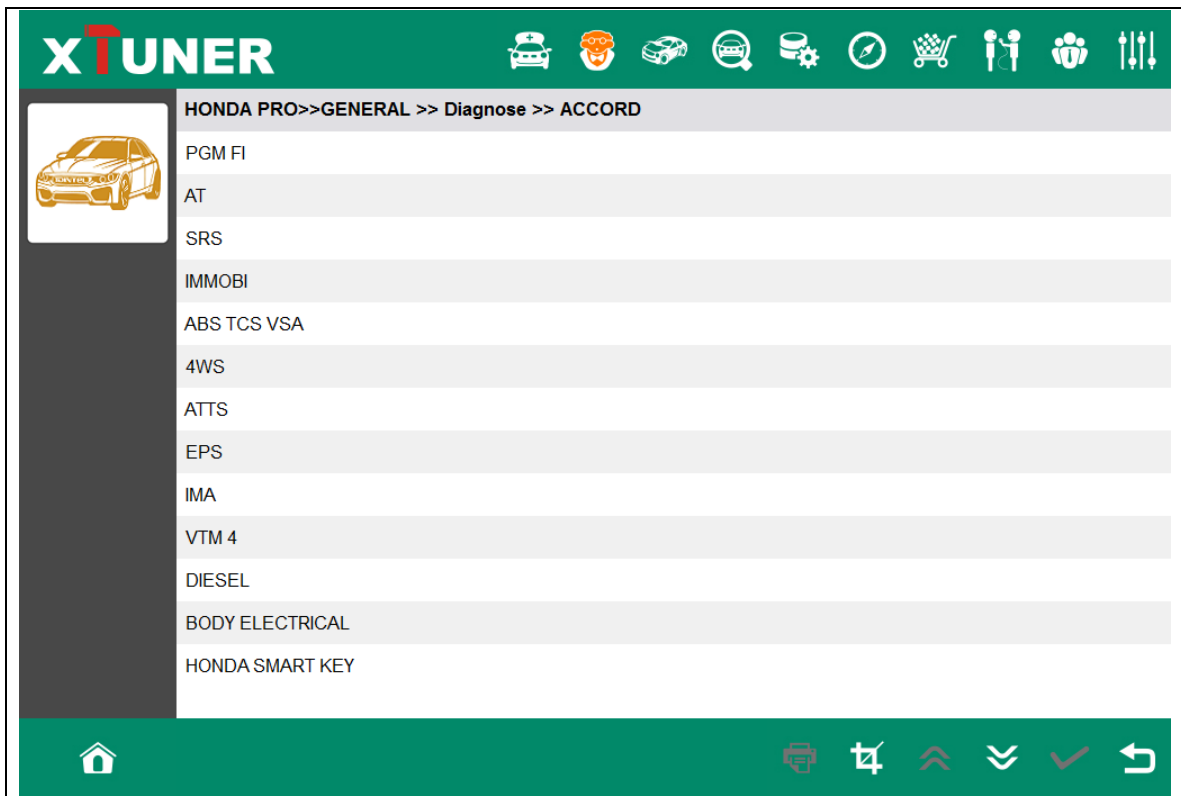 XTUNER
HONDA PRO>>GENERAL >> Diagnose >> ACCORD
PGM FI
AT
SRS
IMMOBI
ABS TCS VSA
4WS
ATTS
EPS
IMA
VTM 4
DIESEL
BODY ELECTRICAL
HONDA SMART KEY